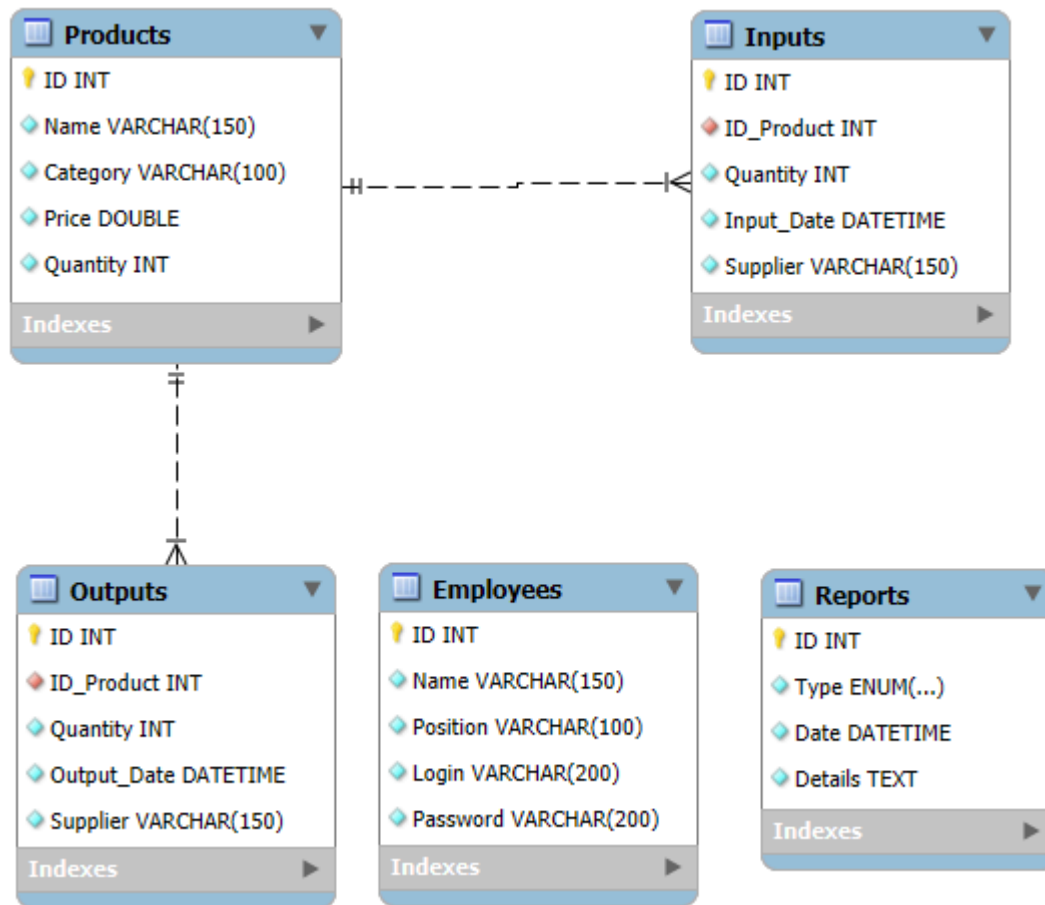 Products
ID INT
Name VARCHAR(150)
Category VARCHAR(100)
Price DOUBLE
Quantity INT
Indexes
Inputs
ID INT
ID_Product INT
Quantity INT
Input_Date DATETIME
Supplier VARCHAR(150)
Indexes
Outputs
ID INT
ID_Product INT
Quantity INT
Output_Date DATETIME
Supplier VARCHAR(150)
Indexes
Employees
ID INT
Name VARCHAR(150)
Position VARCHAR(100)
Login VARCHAR(200)
Password VARCHAR(200)
Indexes
Reports
ID INT
Type ENUM(...)
Date DATETIME
Details TEXT
Indexes